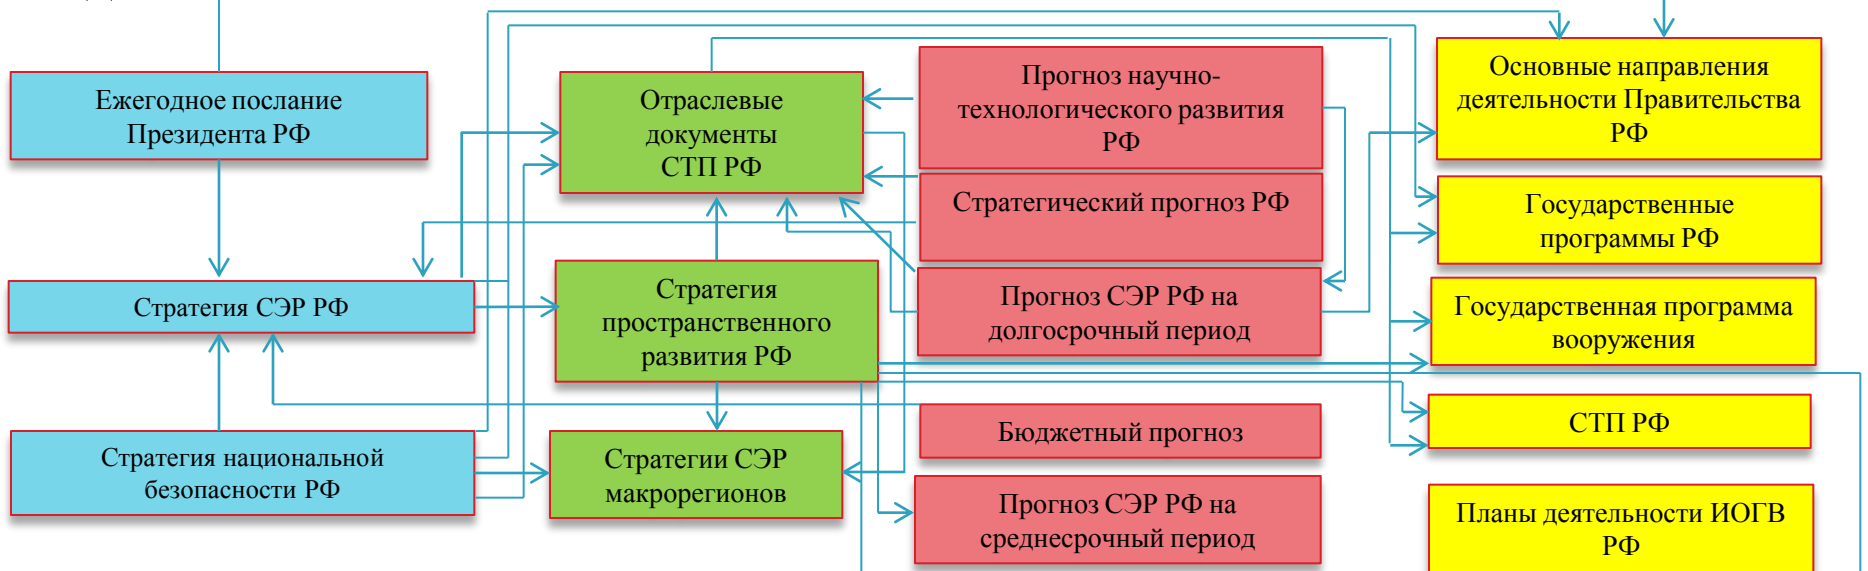 Ежегодное послание
Президента РФ
Стратегия СЭР РФ
Стратегия национальной
безопасности РФ
Отраслевые
документы
СТП РФ
Стратегия
пространственного
развития РФ
Стратегии СЭР
макрорегионов
Прогноз научно-
технологического развития
РФ
Стратегический прогноз РФ
Прогноз СЭР РФ на
долгосрочный период
Бюджетный прогноз
Прогноз СЭР РФ на
среднесрочный период
Основные направления
деятельности Правительства
РФ
Государственные
программы РФ
Государственная программа
вооружения
СТП РФ
Планы деятельности ИОГВ
РФ